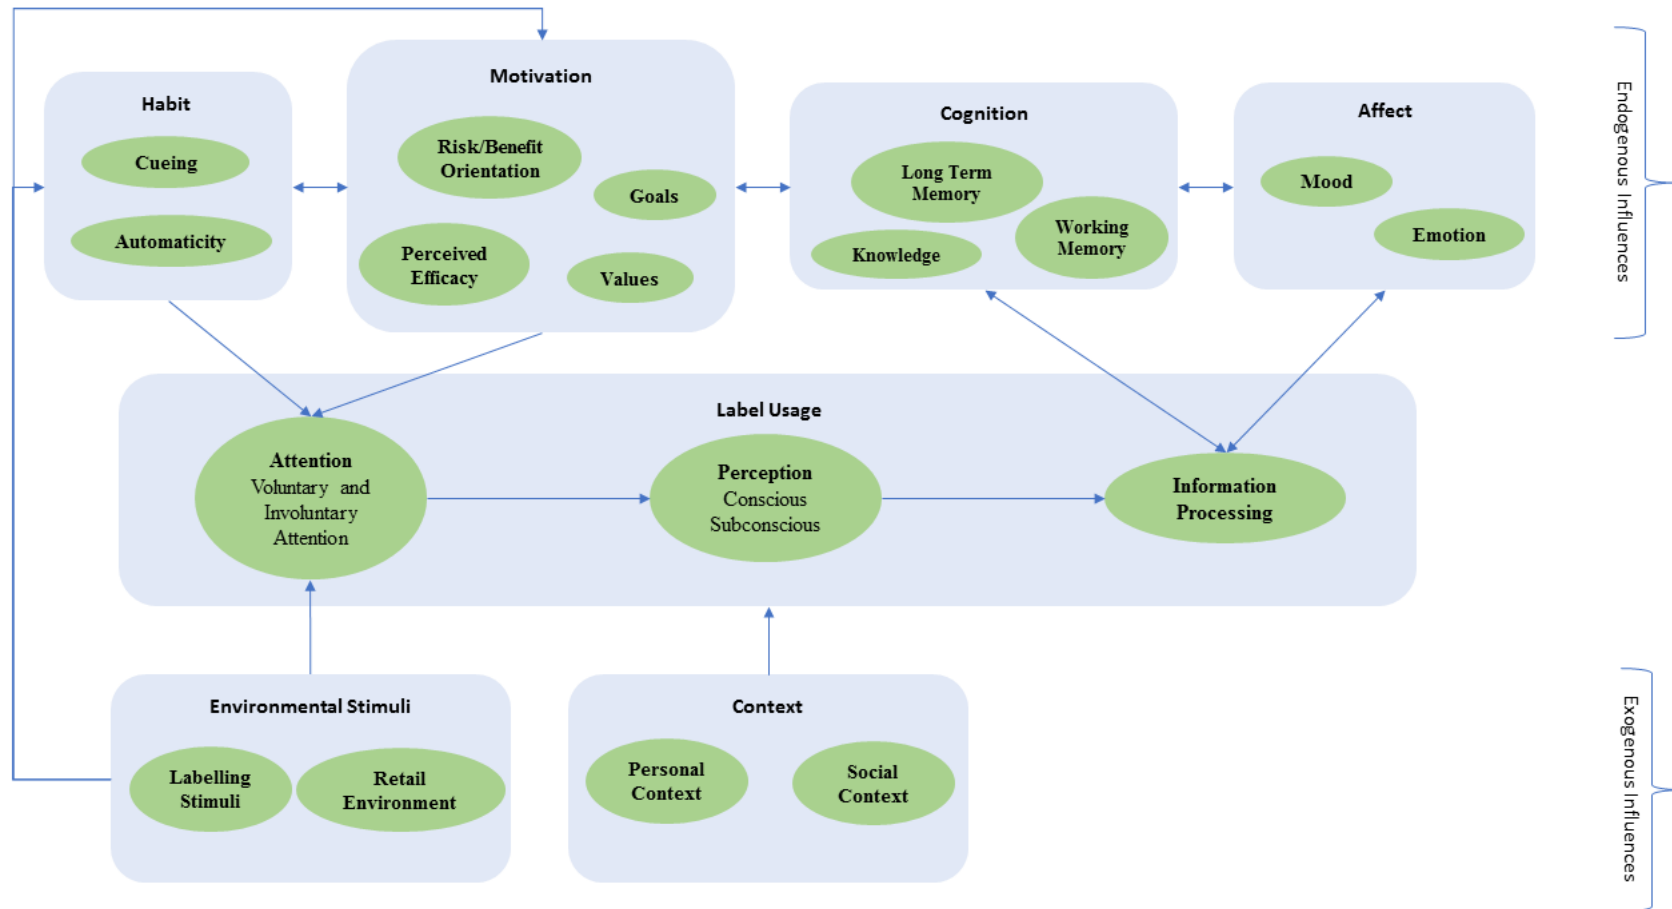 Motivation
Habit
Cognition
Affect
Risk/Benefit
Orientation
Cueing
Long Term
Memory
Mood
Goals
Automaticity
Perceived
Efficacy
Working
Memory
Emotion
Knowledge
Values
Endogenous Influences
Label Usage
Attention
Voluntary and
Involuntary
Attention
Perception
Conscious
Subconscious
Information
Processing
Environmental Stimuli
Context
Labelling
Stimuli
Retail
Environment
Personal
Context
Social
Context
Exogenous Influences